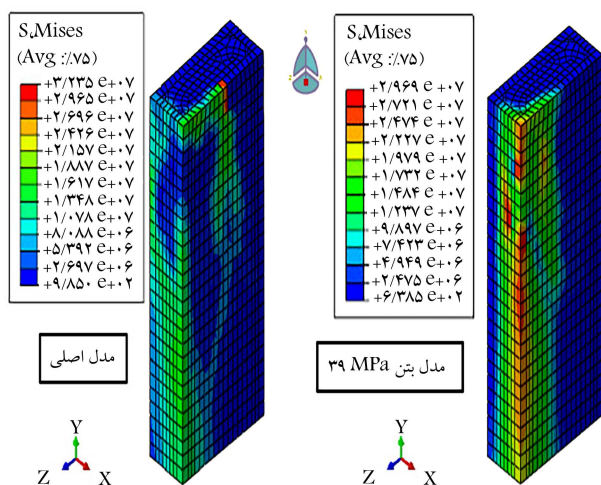 S،Mises
(Avg :٪۷۵)
+۳٫۲۳۵ e+۰۷
+۲٫۹۶۵ e+۰۷
+۲٫۶۹۶ e+۰۷
+۲٫۴۲۶ e+۰۷
+۲٫۱۵۷ e+۰۷
+۱٫۸۸۷ e+۰۷
+۱٫۶۱۷ e+۰۷
+۱٫۳۴۸ e+۰۷
+۱٫۰۷۸ e+۰۷
+۸٫۰۸۸ e+۰۶
+۵٫۳۹۲ e+۰۶
+۲٫۶۹۷ e+۰۶
+۹٫۸۵۰ e+۰۲
مدل اصلی
Y
Z
X
S،Mises
(Avg :٪۷۵)
+۲٫۹۶۹ e +۰۷
+۲٫۷۲۱ e +۰۷
+۲٫۴۷۴ e +۰۷
+۲٫۲۲۷ e +۰۷
+۱٫۹۷۹ e +۰۷
+۱٫۷۳۲ e +۰۷
+۱٫۴۸۴ e +۰۷
+۱٫۲۳۷ e +۰۷
+۹٫۸۹۷ e +۰۶
+۷٫۴۲۳ e +۰۶
+۴٫۹۴۹ e +۰۶
+۲٫۴۷۵ e +۰۶
+۶٫۳۸۵ e +۰۲
مدل بتن ۳۹ MPa
Y
Z
X